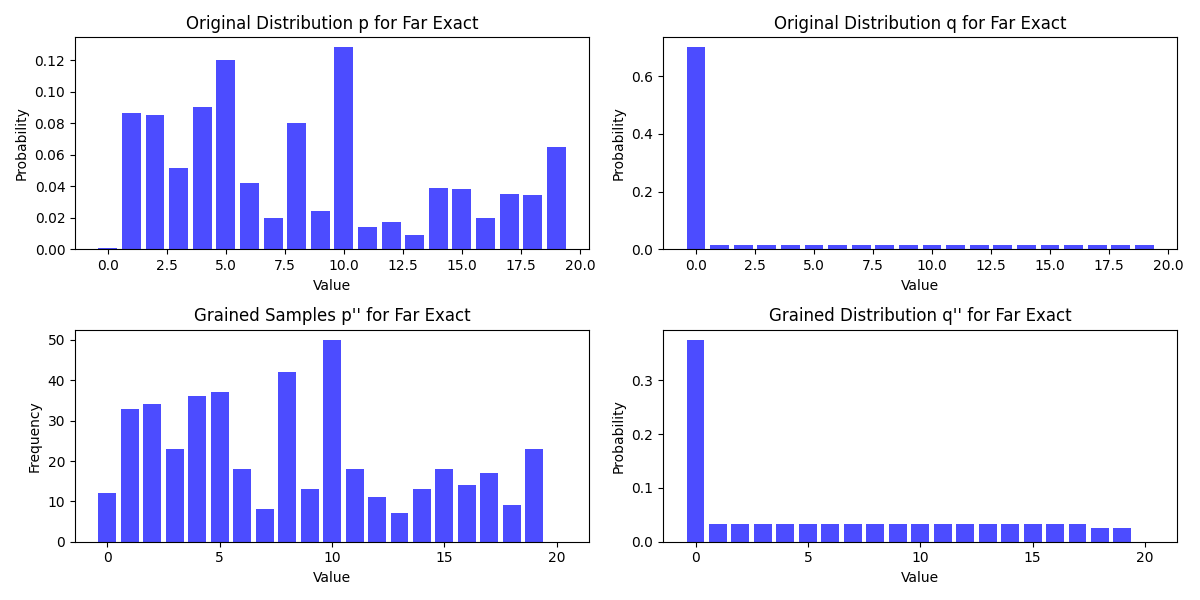 Original Distribution p for Far Exact
Probability
0.12
0.10
0.08
0.06
0.04
0.02
0.00
0.0 2.5 5.0 7.5 10.0 12.5 15.0 17.5 20.0
Value
Original Distribution q for Far Exact
Probability
0.6
0.4
0.2
0.0
0.0 2.5 5.0 7.5 10.0 12.5 15.0 17.5 20.0
Value
Grained Samples p'' for Far Exact
Frequency
50
40
30
20
10
0
0 5 10 15 20
Value
Grained Distribution q'' for Far Exact
Probability
0.3
0.2
0.1
0.0
0 5 10 15 20
Value